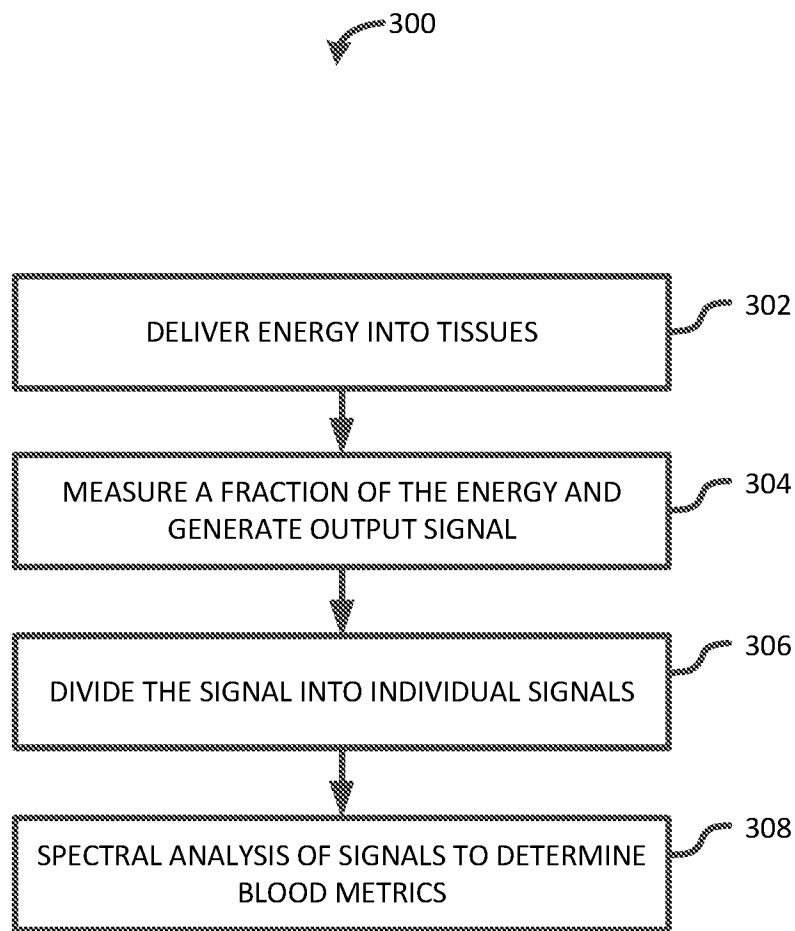 300
DELIVER ENERGY INTO TISSUES
302
MEASURE A FRACTION OF THE ENERGY AND
GENERATE OUTPUT SIGNAL
304
DIVIDE THE SIGNAL INTO INDIVIDUAL SIGNALS
306
SPECTRAL ANALYSIS OF SIGNALS TO DETERMINE
BLOOD METRICS
308